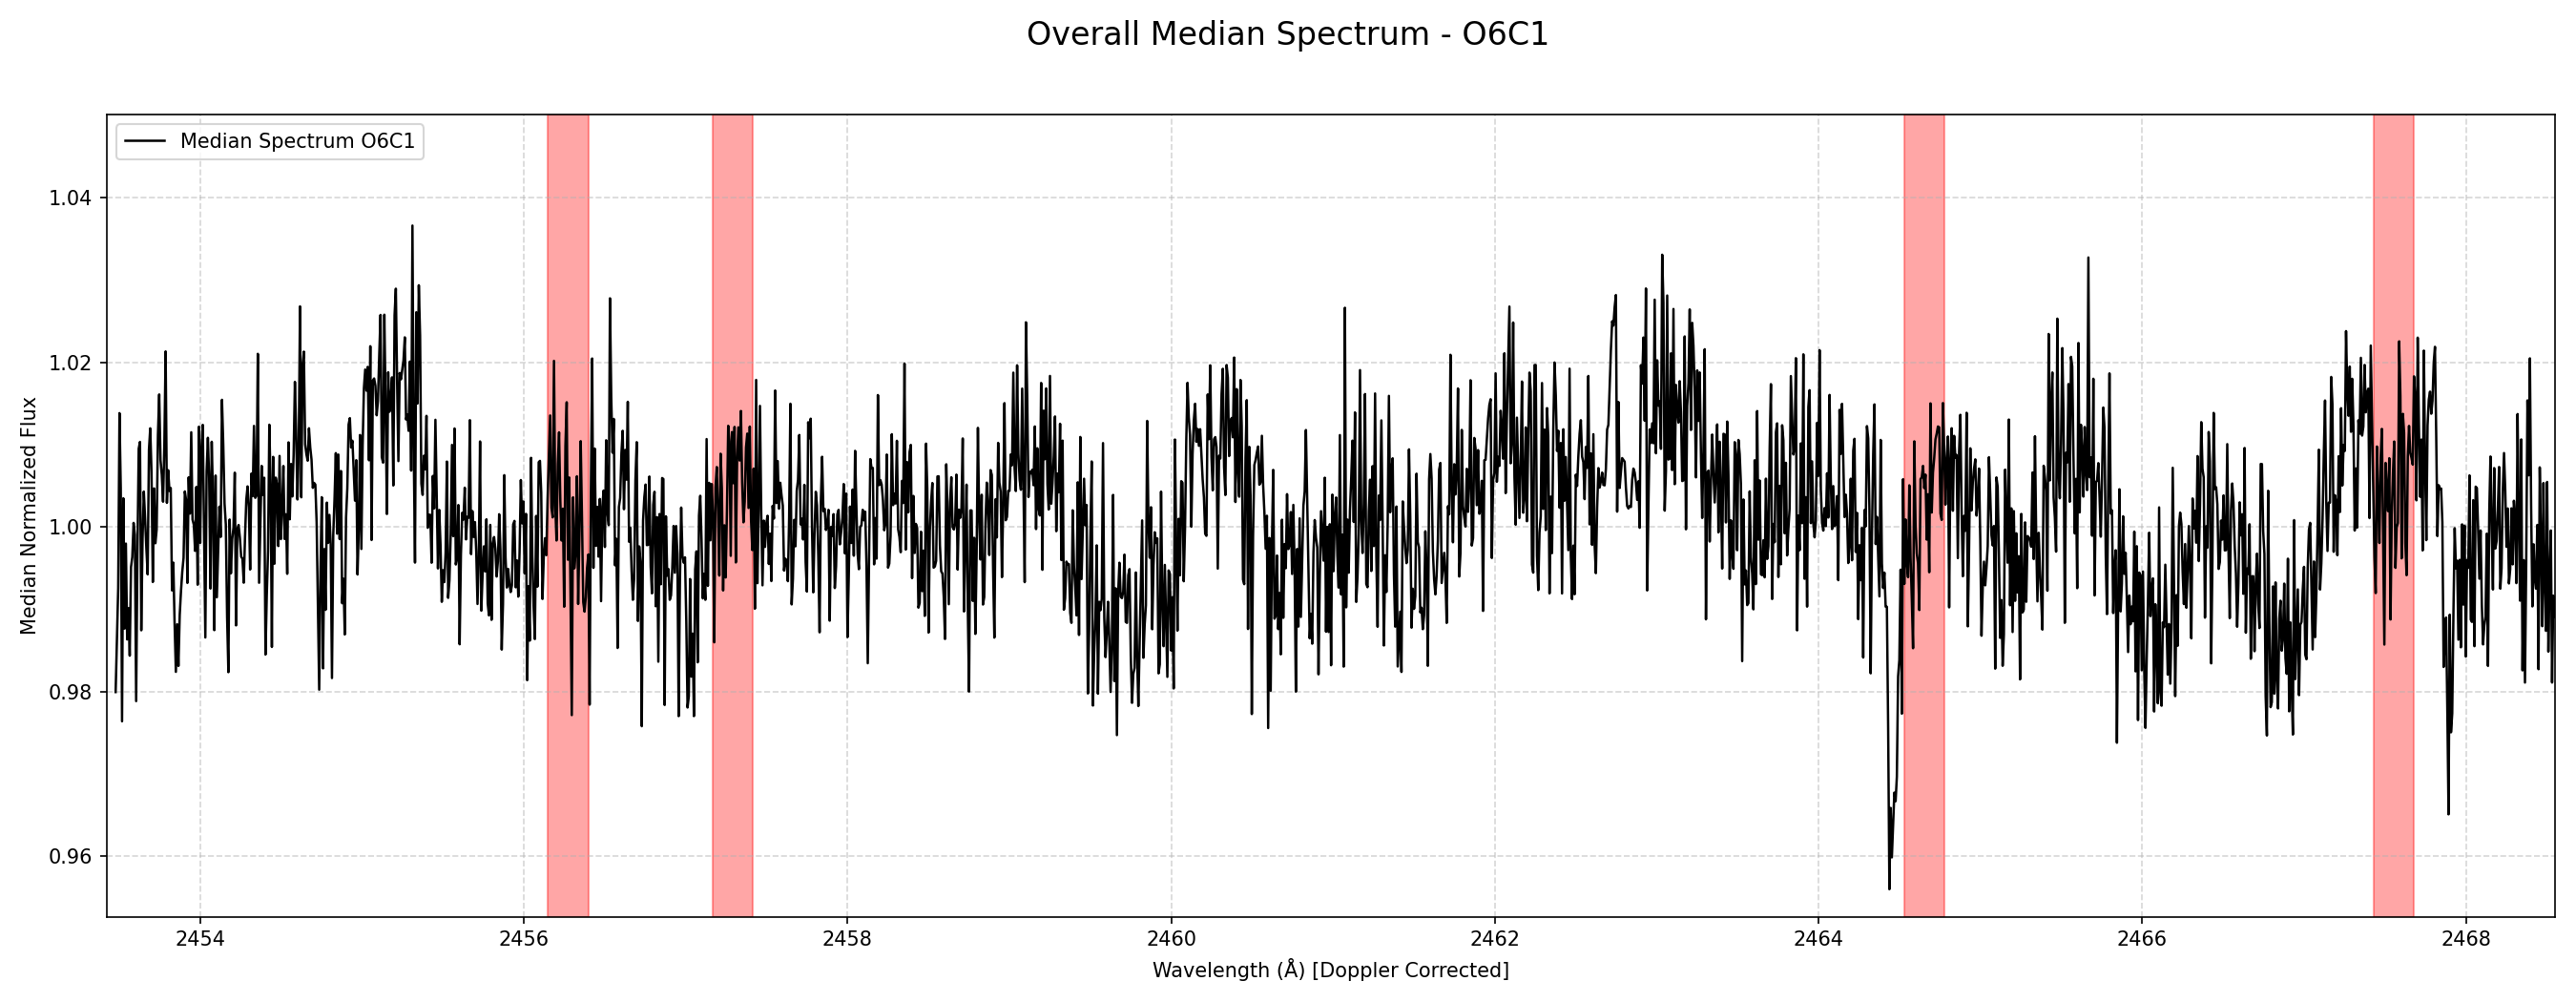 Overall Median Spectrum - O6C1
Median Spectrum O6C1
1.04
1.02
1.00
0.98
0.96
Median Normalized Flux
2454 2456 2458 2460 2462 2464 2466 2468
Wavelength (Å) [Doppler Corrected]